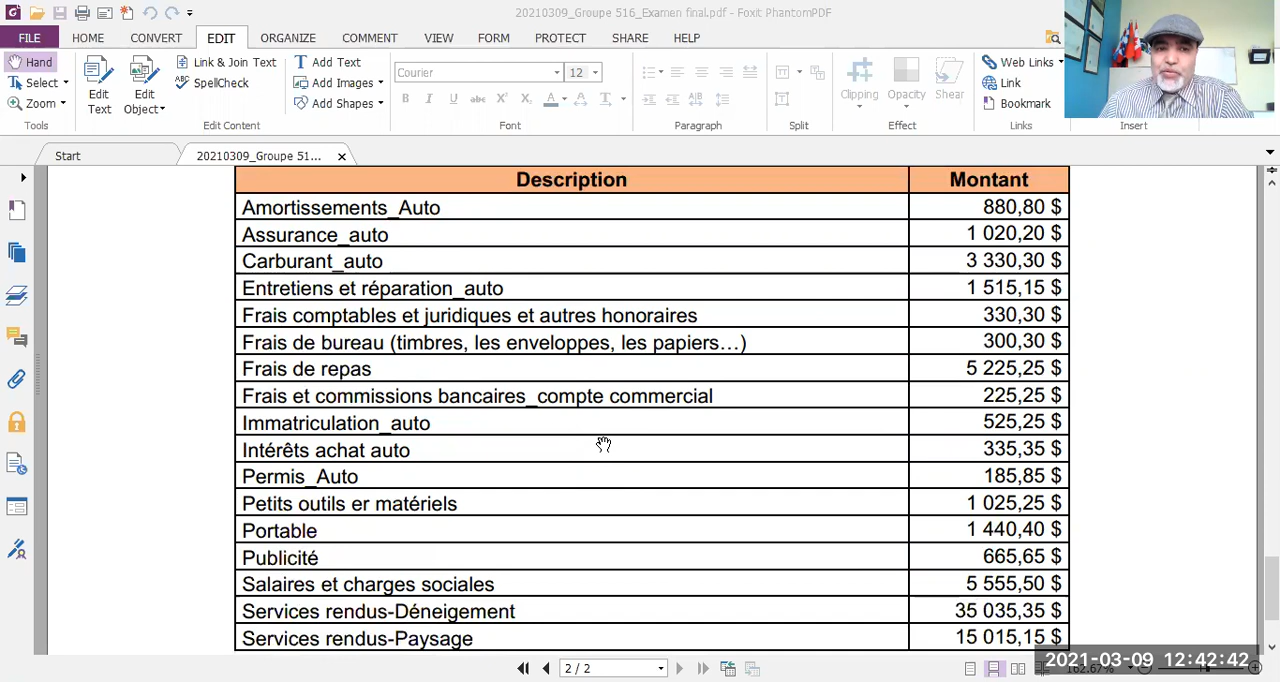 20210309_Groupe 516_Examen final.pdf - Foxit PhantomPDF
FILE HOME CONVERT EDIT ORGANIZE COMMENT VIEW FORM PROTECT SHARE HELP
Hand
Select
Zoom
Tools
Edit Text
Edit Object
Link & Join Text
SpellCheck
Edit Content
Add Text
Add Images
Add Shapes
Courier 12
Font
Paragraph
Split
Clipping Opacity Shear
Effect
Web Links
Link
Bookmark
Links
Insert
Start 20210309_Groupe 51...
Description Montant
Amortissements_Auto 880,80 $
Assurance_auto 1 020,20 $
Carburant_auto 3 330,30 $
Entretiens et réparation_auto 1 515,15 $
Frais comptables et juridiques et autres honoraires 330,30 $
Frais de bureau (timbres, les enveloppes, les papiers…) 300,30 $
Frais de repas 5 225,25 $
Frais et commissions bancaires_compte commercial 225,25 $
Immatriculation_auto 525,25 $
Intérêts achat auto 335,35 $
Permis_Auto 185,85 $
Petits outils er matériels 1 025,25 $
Portable 1 440,40 $
Publicité 665,65 $
Salaires et charges sociales 5 555,50 $
Services rendus-Déneigement 35 035,35 $
Services rendus-Paysage 15 015,15 $
2 / 2
2021-03-09 12:42:42